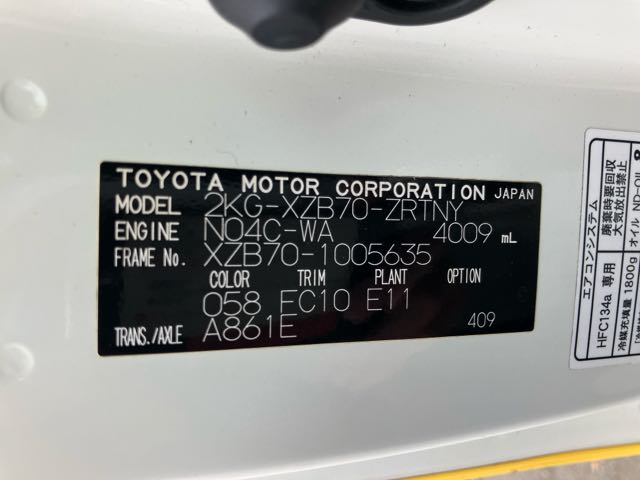 TOYOTA MOTOR CORPORATION JAPAN
MODEL 2KG-XZB70-ZRTNY
ENGINE N04C-WA 4009 mL
FRAME No. XZB70-1005635
COLOR TRIM PLANT OPTION
058 FC10 E11
TRANS./AXLE A861E 409
エアコンシステム
廃棄時要回収
大気放出禁止
HFC134a 専用
冷媒充填量 1800g
オイル ND-OIL 8